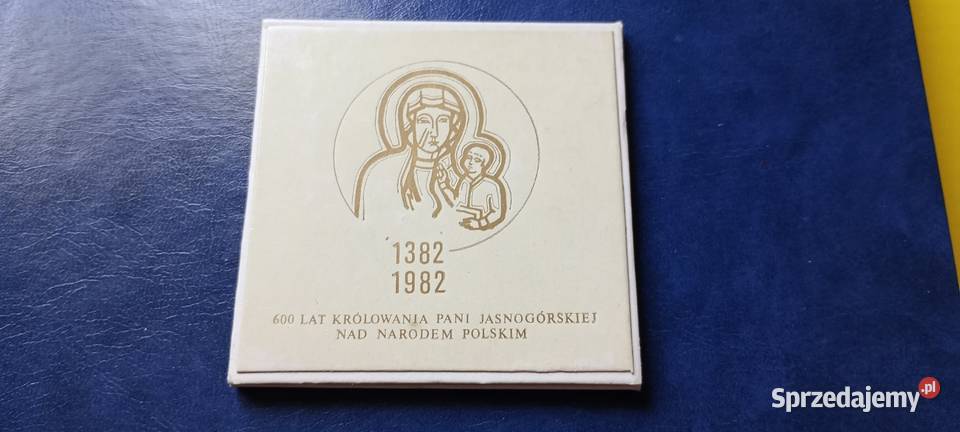 1382
1982
600 LAT KRÓLOWANIA PANI JASNOGÓRSKIEJ
NAD NARODEM POLSKIM
Sprzedajemy.pl